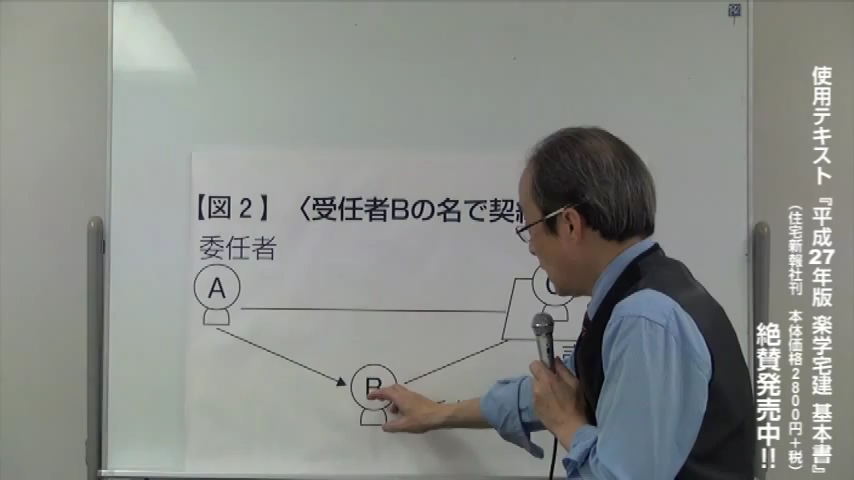 【図2】〈受任者Bの名で契
委任者
A
B
使用テキスト『平成27年版 楽学宅建 基本書』
(住宅新報社刊 本体価格2800円+税)
絶賛発売中!!